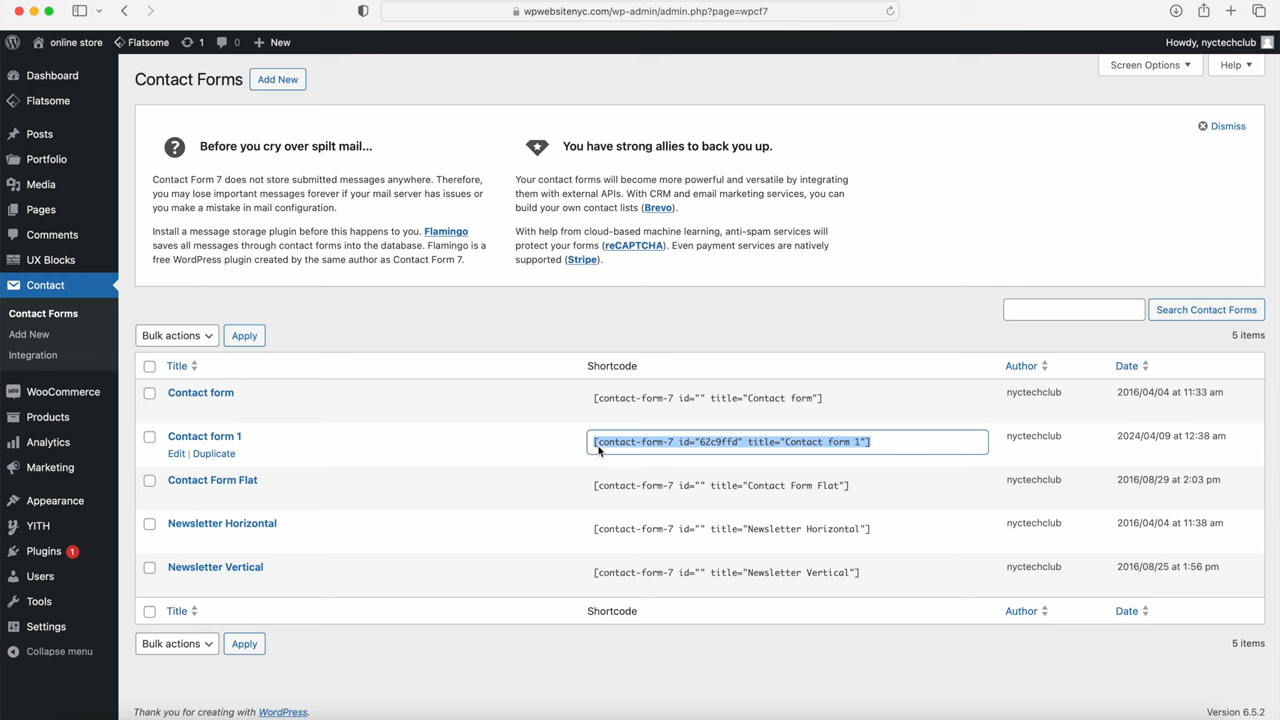 wpwebsitenyc.com/wp-admin/admin.php?page=wpcf7
online store
Flatsome
1
0
New
Howdy, nyctechclub
Dashboard
Flatsome
Posts
Portfolio
Media
Pages
Comments
UX Blocks
Contact
Contact Forms
Add New
Integration
WooCommerce
Products
Analytics
Marketing
Appearance
YITH
Plugins 1
Users
Tools
Settings
Collapse menu
Contact Forms
Add New
Screen Options
Help
Dismiss
Before you cry over spilt mail...
Contact Form 7 does not store submitted messages anywhere. Therefore,
you may lose important messages forever if your mail server has issues or
you make a mistake in mail configuration.
Install a message storage plugin before this happens to you. Flamingo
saves all messages through contact forms into the database. Flamingo is a
free WordPress plugin created by the same author as Contact Form 7.
You have strong allies to back you up.
Your contact forms will become more powerful and versatile by integrating
them with external APIs. With CRM and email marketing services, you can
build your own contact lists (Brevo).
With help from cloud-based machine learning, anti-spam services will
protect your forms (reCAPTCHA). Even payment services are natively
supported (Stripe).
Search Contact Forms
Bulk actions
Apply
5 items
Title Shortcode Author Date
Contact form [contact-form-7 id="" title="Contact form"] nyctechclub 2016/04/04 at 11:33 am
Contact form 1 [contact-form-7 id="62c9ffd" title="Contact form 1"] nyctechclub 2024/04/09 at 12:38 am
Edit | Duplicate
Contact Form Flat [contact-form-7 id="" title="Contact Form Flat"] nyctechclub 2016/08/29 at 2:03 pm
Newsletter Horizontal [contact-form-7 id="" title="Newsletter Horizontal"] nyctechclub 2016/04/04 at 11:38 am
Newsletter Vertical [contact-form-7 id="" title="Newsletter Vertical"] nyctechclub 2016/08/25 at 1:56 pm
Title Shortcode Author Date
Bulk actions
Apply
5 items
Thank you for creating with WordPress.
Version 6.5.2